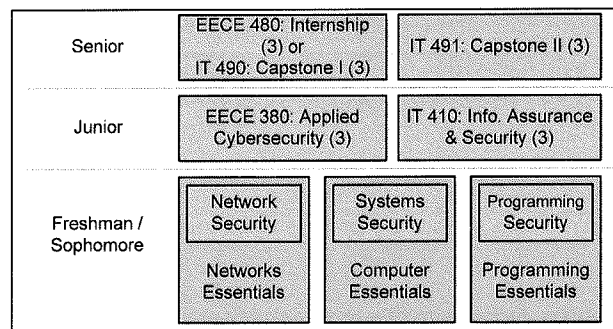 Senior
EECE 480: Internship
(3) or
IT 490: Capstone I (3)
IT 491: Capstone II (3)
Junior
EECE 380: Applied
Cybersecurity (3)
IT 410: Info. Assurance
& Security (3)
Freshman /
Sophomore
Network
Security
Networks
Essentials
Systems
Security
Computer
Essentials
Programming
Security
Programming
Essentials